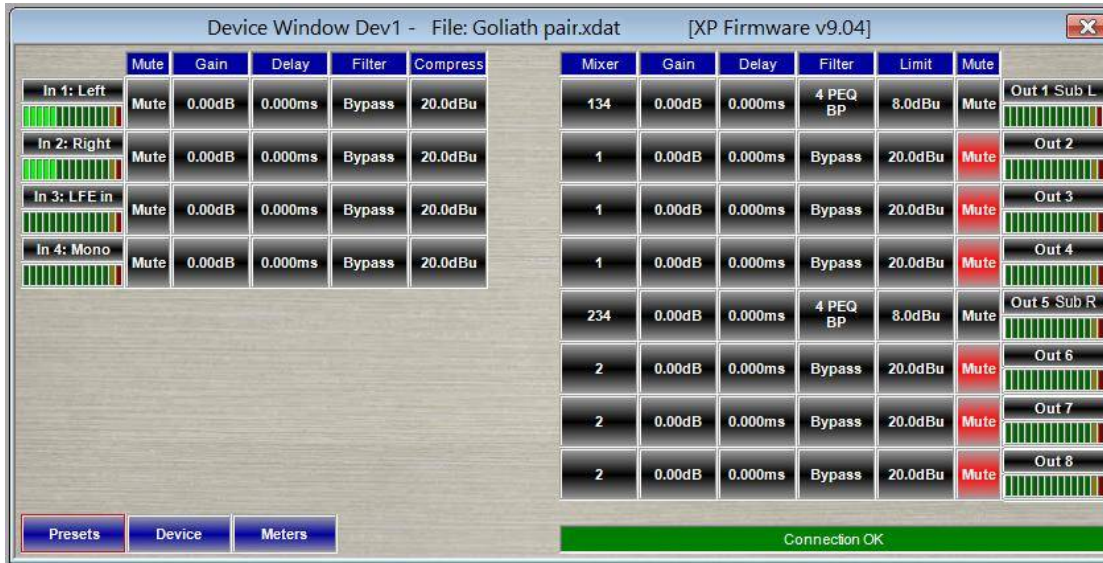 Device Window Dev1 - File: Goliath pair.xdat [XP Firmware v9.04]
Mute Gain Delay Filter Compress Mixer Gain Delay Filter Limit Mute
In 1: Left Mute 0.00dB 0.000ms Bypass 20.0dBu 134 0.00dB 0.000ms 4 PEQ BP 8.0dBu Mute Out 1 Sub L
In 2: Right Mute 0.00dB 0.000ms Bypass 20.0dBu 1 0.00dB 0.000ms Bypass 20.0dBu Mute Out 2
In 3: LFE in Mute 0.00dB 0.000ms Bypass 20.0dBu 1 0.00dB 0.000ms Bypass 20.0dBu Mute Out 3
In 4: Mono Mute 0.00dB 0.000ms Bypass 20.0dBu 1 0.00dB 0.000ms Bypass 20.0dBu Mute Out 4
234 0.00dB 0.000ms 4 PEQ BP 8.0dBu Mute Out 5 Sub R
2 0.00dB 0.000ms Bypass 20.0dBu Mute Out 6
2 0.00dB 0.000ms Bypass 20.0dBu Mute Out 7
2 0.00dB 0.000ms Bypass 20.0dBu Mute Out 8
Presets Device Meters Connection OK